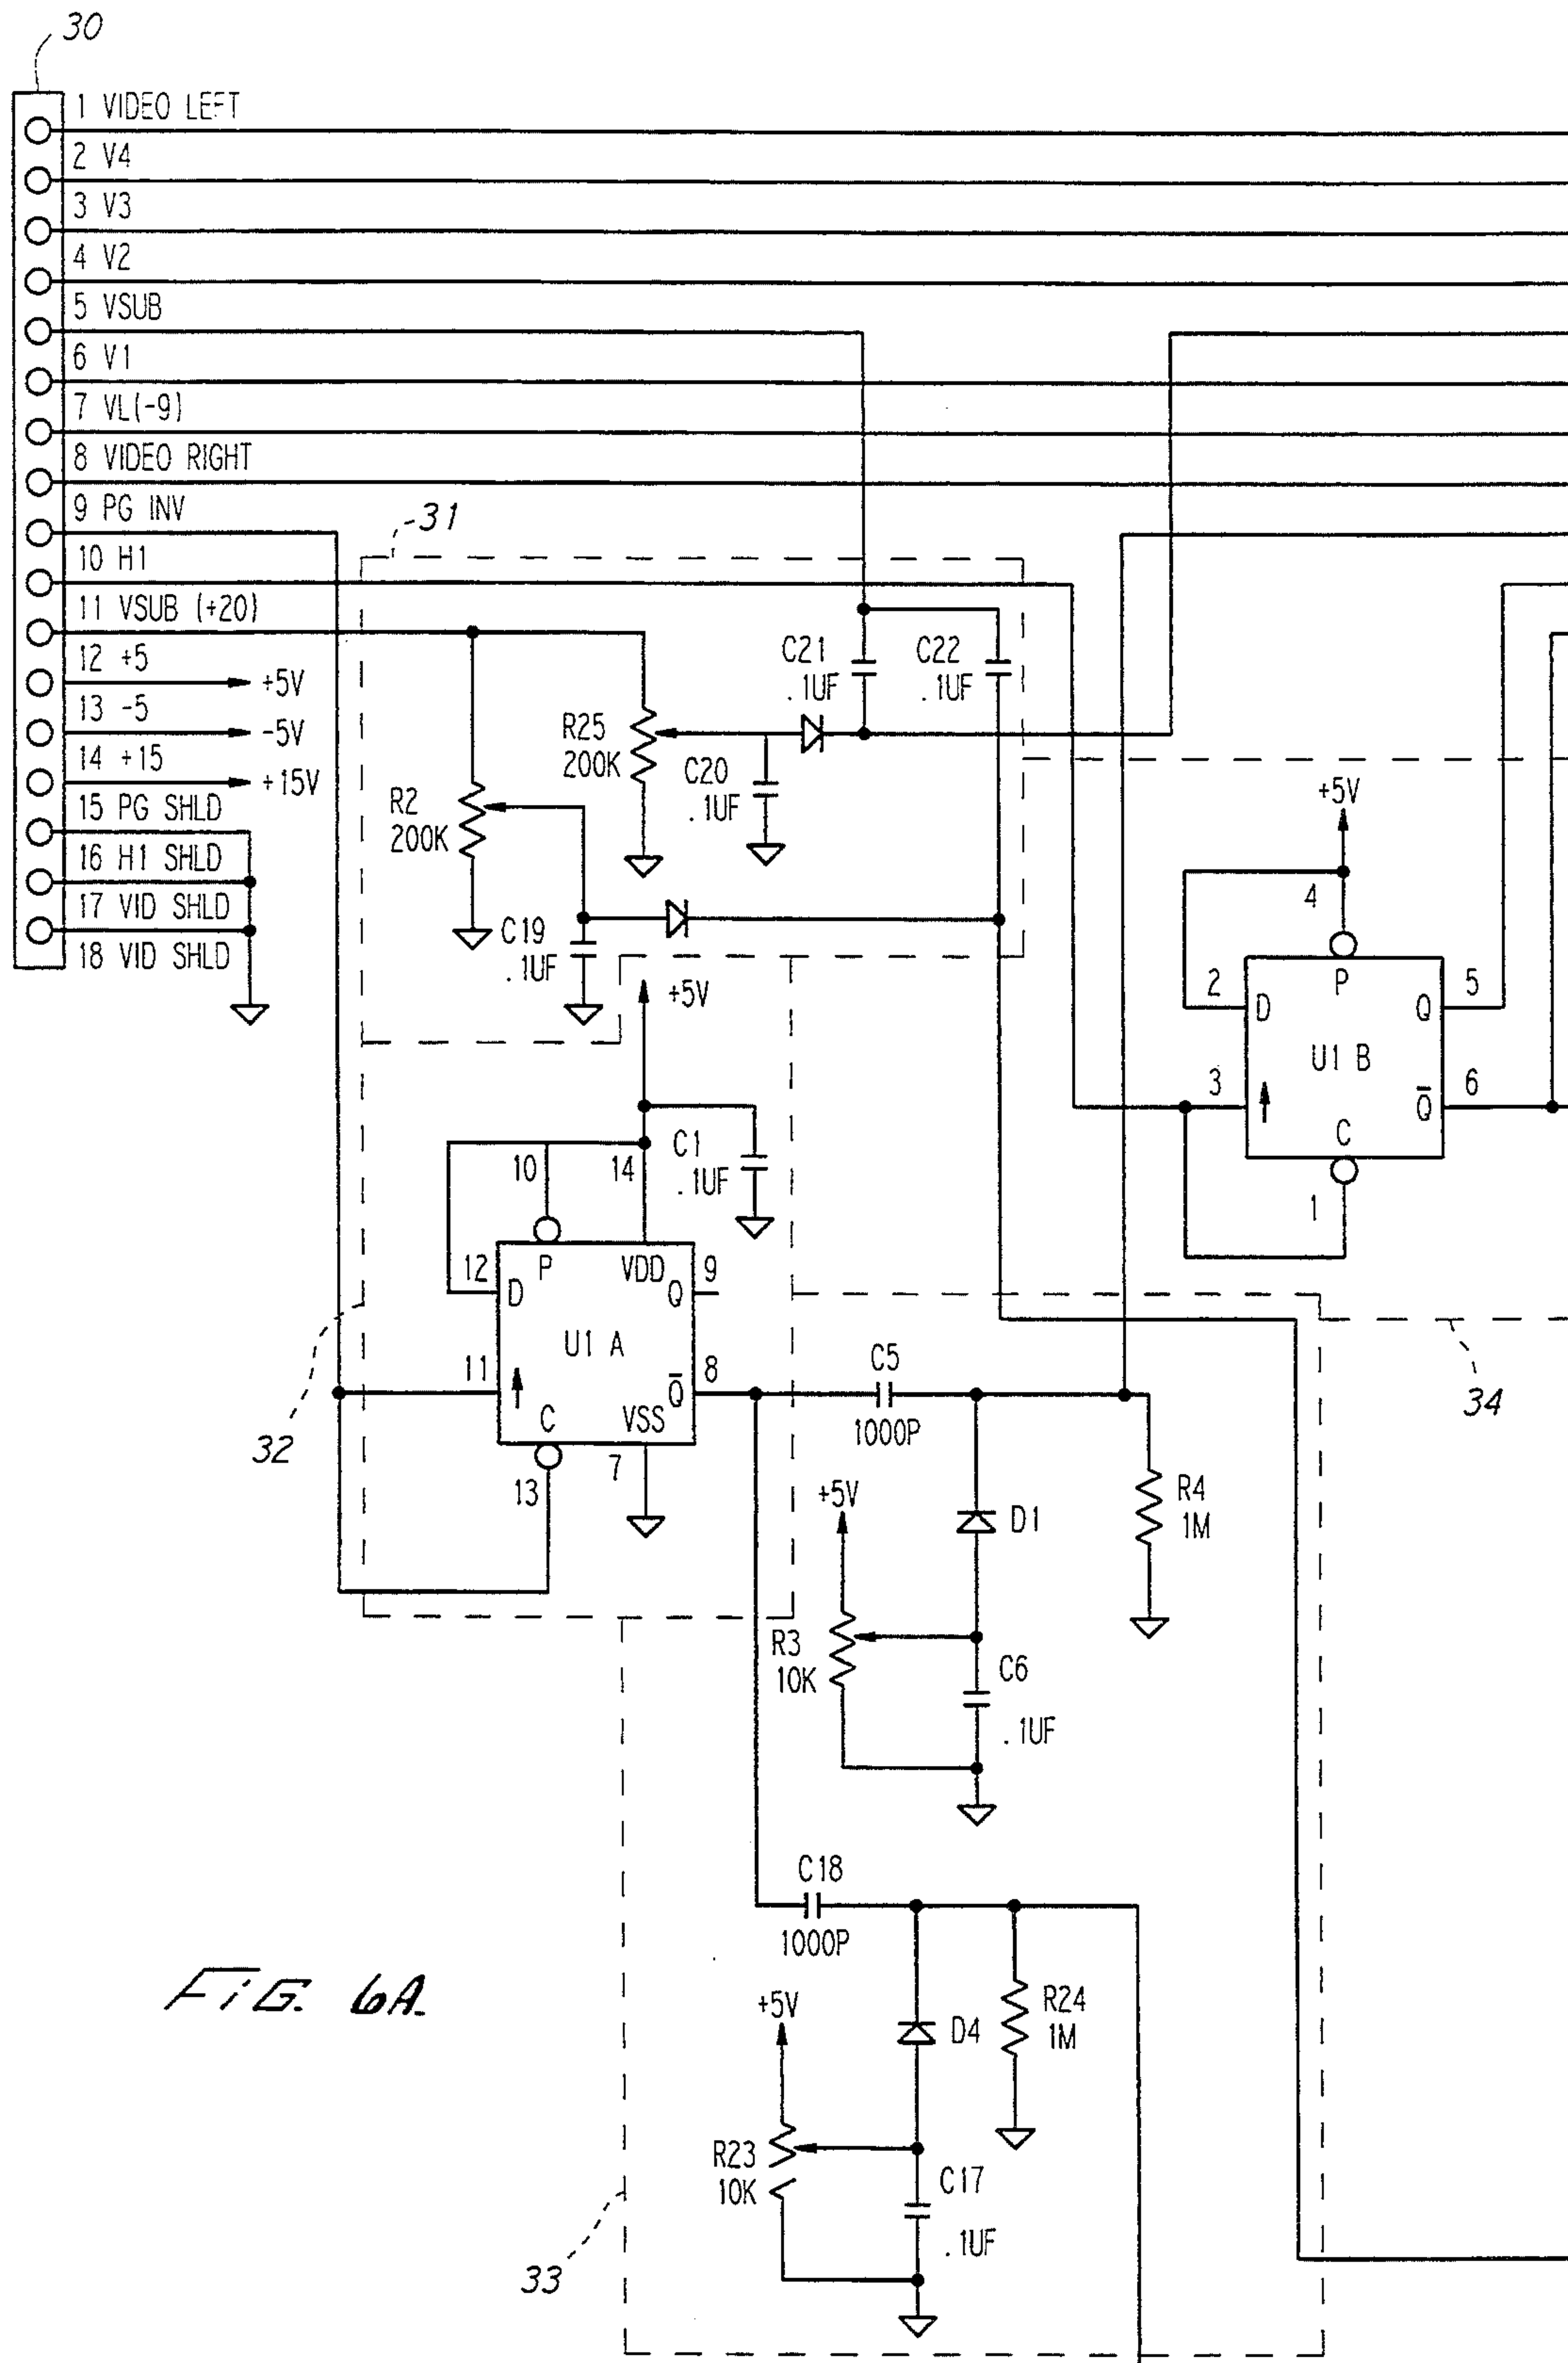 30
1 VIDEO LEFT
2 V4
3 V3
4 V2
5 VSUB
6 V1
7 VL(-9)
8 VIDEO RIGHT
9 PG INV
10 H1
11 VSUB (+20)
12 +5
+5V
13 -5
-5V
14 +15
+15V
15 PG SHLD
16 H1 SHLD
17 VID SHLD
18 VID SHLD
31
C21
.1UF
C22
.1UF
R25
200K
C20
.1UF
R2
200K
C19
.1UF
+5V
4
2
P
5
D
Q
U1 B
3
6
Q̅
C
1
34
+5V
10
14
C1
.1UF
12
P
VDD
9
D
Q
U1 A
11
8
Q̅
C
VSS
13
7
32
C5
1000P
+5V
D1
R4
1M
R3
10K
C6
.1UF
C18
1000P
+5V
D4
R24
1M
R23
10K
C17
.1UF
33
FIG. 6A.